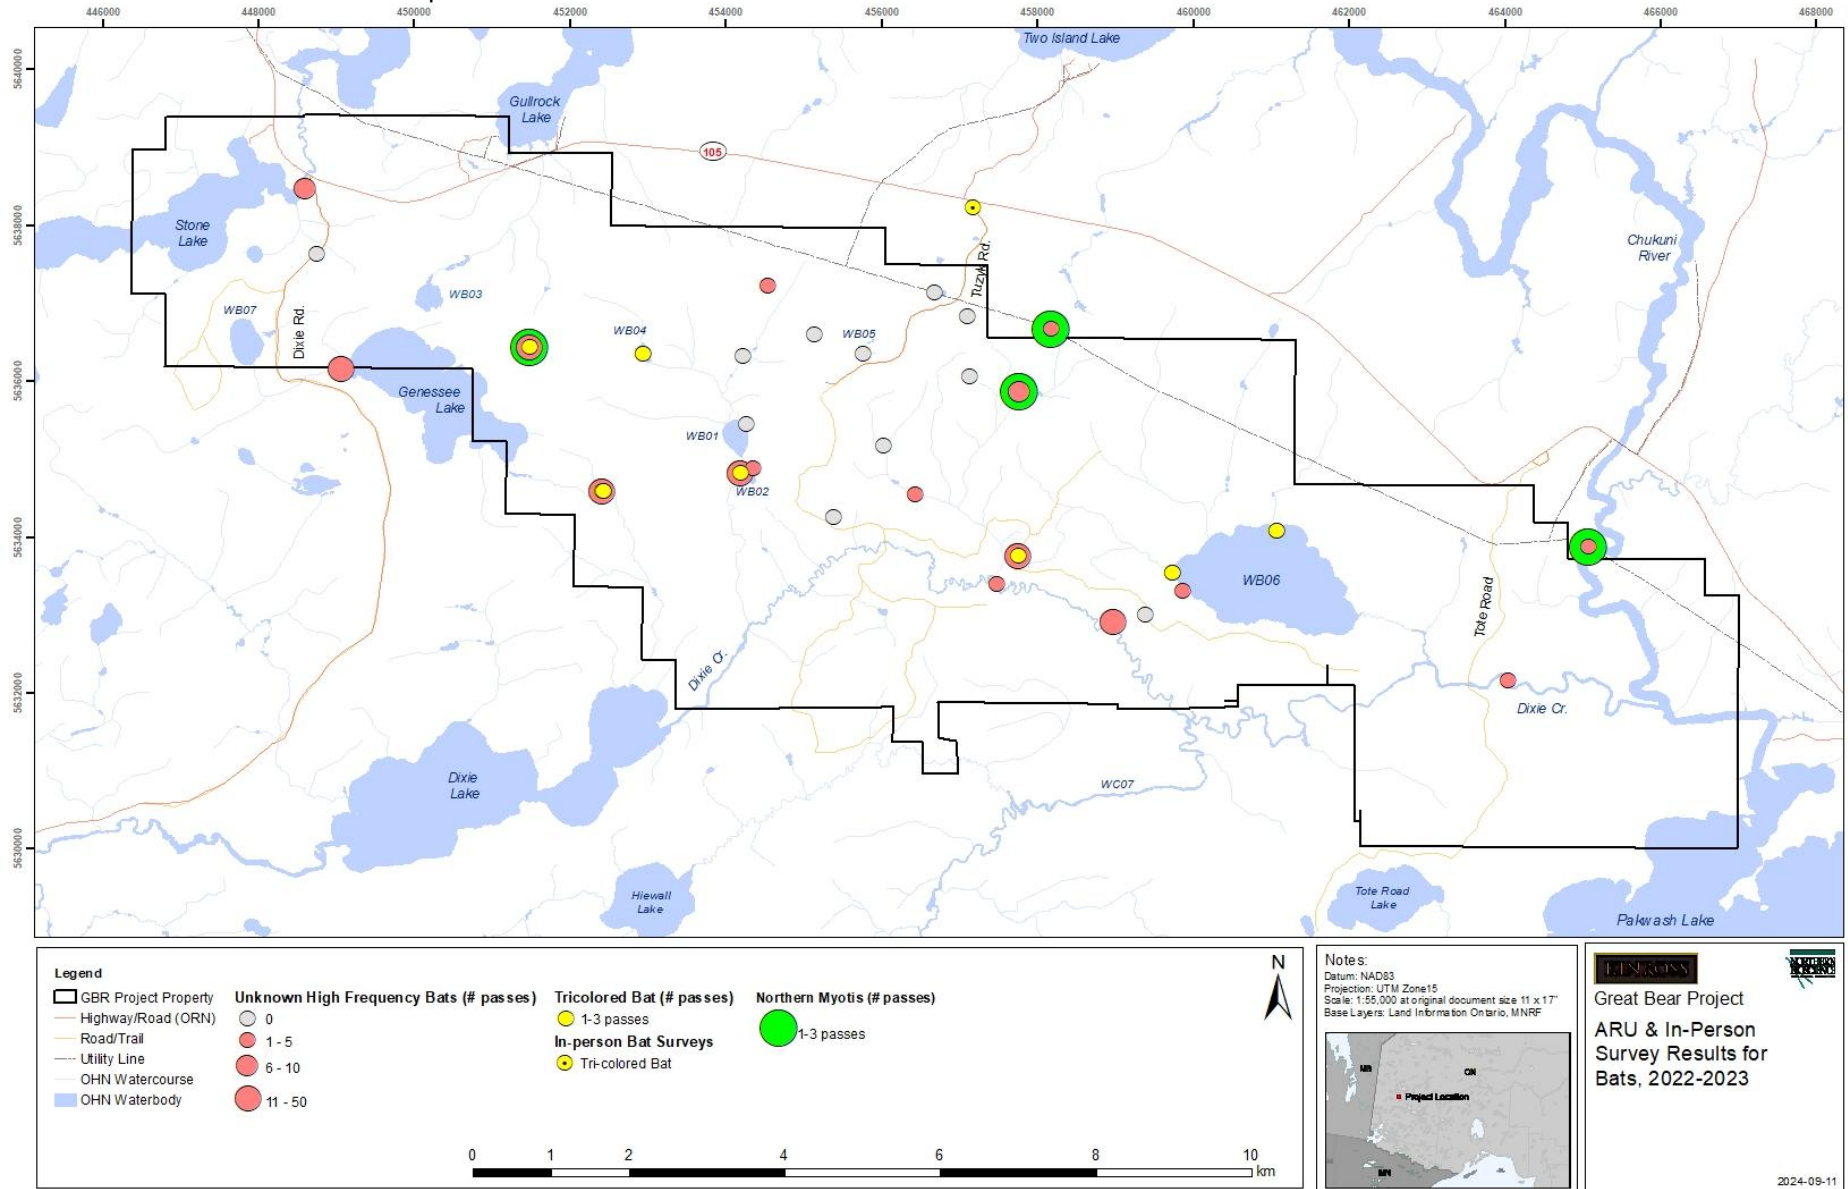 446000 448000 450000 452000 454000 456000 458000 460000 462000 464000 466000 468000
5640000
5638000
5636000
5634000
5632000
5630000
Two Island Lake
Gullrock
Lake
105
Stone
Lake
Chukuni
River
Tuzyk Rd.
WB03
WB07
Dixie Rd.
WB04
WB05
Genessee
Lake
WB01
WB02
WB06
Tote Road
Dixie Cr.
Dixie Cr.
Dixie
Lake
WC07
Hiewall
Lake
Tote Road
Lake
Pakwash Lake
Legend
GBR Project Property
Highway/Road (ORN)
Road/Trail
Utility Line
OHN Watercourse
OHN Waterbody
Unknown High Frequency Bats (# passes)
0
1 - 5
6 - 10
11 - 50
Tricolored Bat (# passes)
1-3 passes
In-person Bat Surveys
Tri-colored Bat
Northern Myotis (# passes)
1-3 passes
N
0 1 2 4 6 8 10
km
Notes:
Datum: NAD83
Projection: UTM Zone15
Scale: 1:55,000 at original document size 11 x 17"
Base Layers: Land Information Ontario, MNRF
MB
ON
Project Location
MN
KINROSS
Great Bear Project
ARU & In-Person
Survey Results for
Bats, 2022-2023
2024-09-11